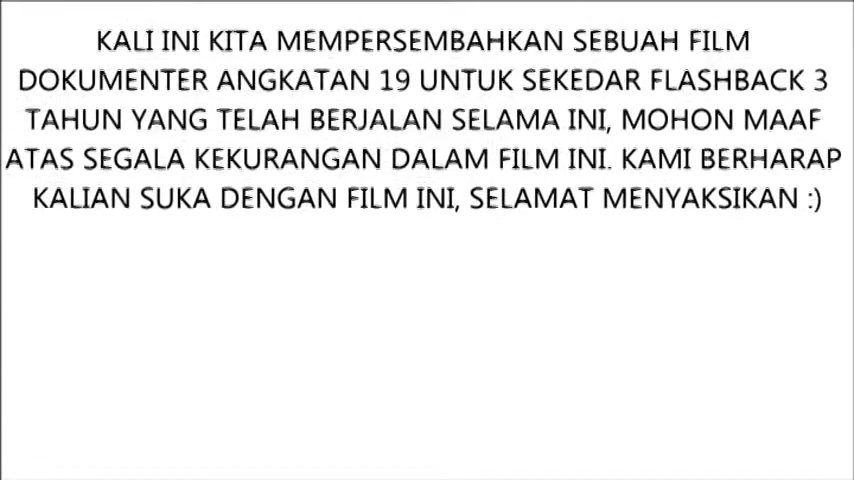 KALI INI KITA MEMPERSEMBAHKAN SEBUAH FILM
DOKUMENTER ANGKATAN 19 UNTUK SEKEDAR FLASHBACK 3
TAHUN YANG TELAH BERJALAN SELAMA INI, MOHON MAAF
ATAS SEGALA KEKURANGAN DALAM FILM INI. KAMI BERHARAP
KALIAN SUKA DENGAN FILM INI, SELAMAT MENYAKSIKAN :)